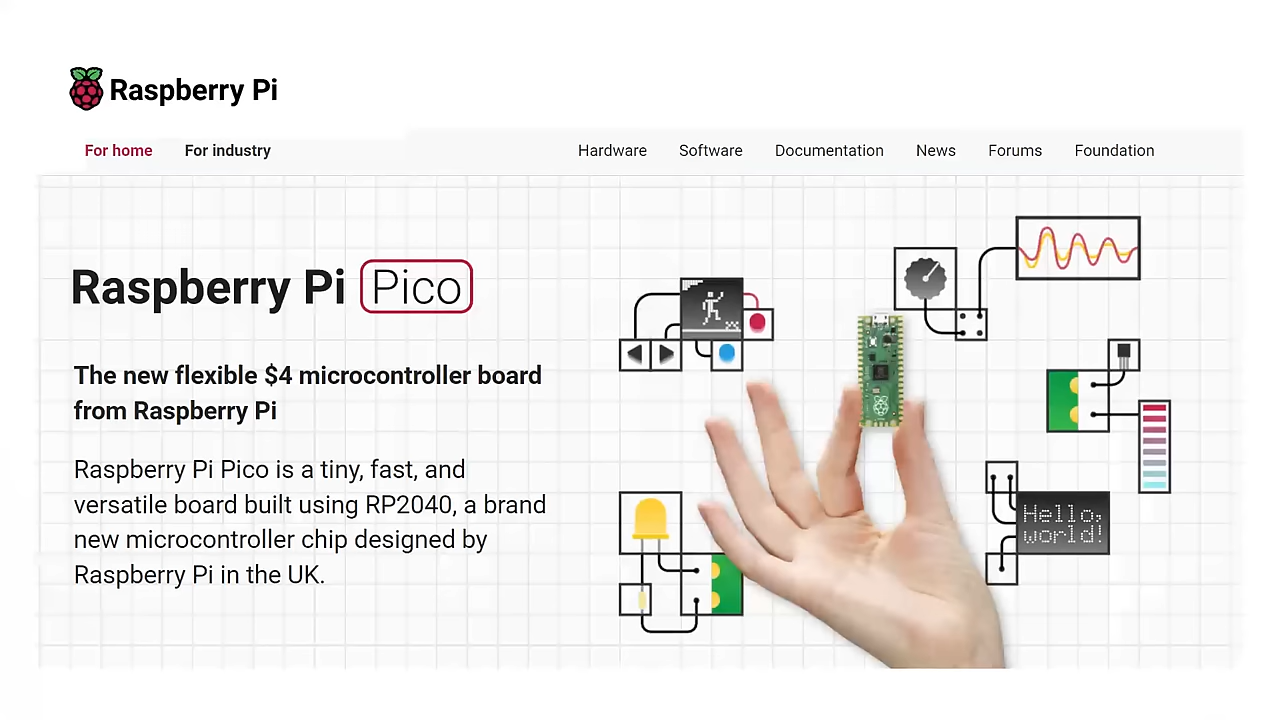 Raspberry Pi
For home For industry Hardware Software Documentation News Forums Foundation
Raspberry Pi Pico
The new flexible $4 microcontroller board
from Raspberry Pi
Raspberry Pi Pico is a tiny, fast, and
versatile board built using RP2040, a brand
new microcontroller chip designed by
Raspberry Pi in the UK.
Hello,
world!